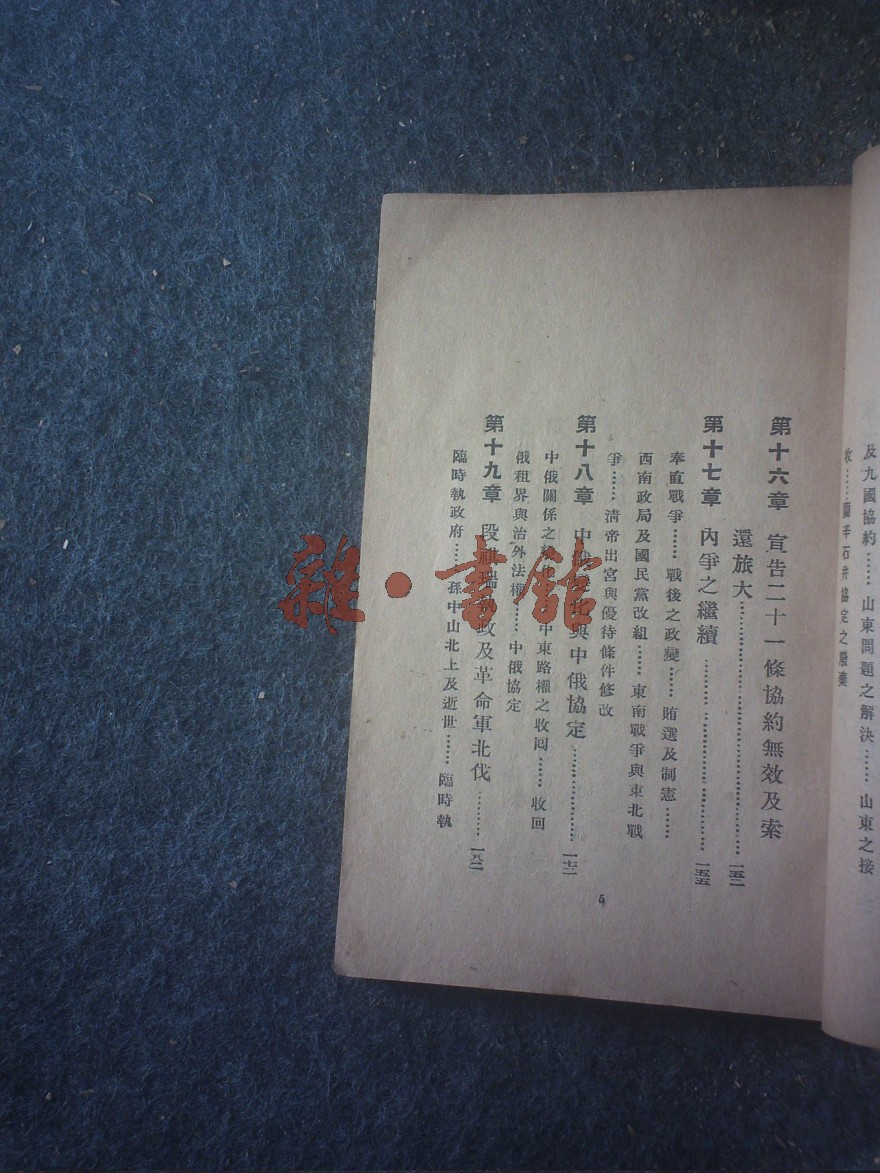 及九國協約⋯⋯山東問題之解決⋯⋯山東之接
收⋯⋯關辛石井協定之廢棄
第十六章 宣告二十一條協約無效及索
還旅大⋯⋯一五二
第十七章 內爭之繼續⋯⋯一五五
奉直戰爭⋯⋯戰後之政變⋯⋯賄選及制憲⋯⋯
西南政局及國民黨改組⋯⋯東南戰爭與東北戰
爭⋯⋯清帝出宮與優待條件修改
第十八章 中俄與中俄協定⋯⋯一七二
中俄關係之中東路權之收回⋯⋯收回
俄租界與治外法權⋯⋯中俄協定
第十九章 段祺瑞政及革命軍北伐⋯⋯一八二
臨時執政府⋯⋯孫中山北上及逝世⋯⋯臨時執
5
雜·書館